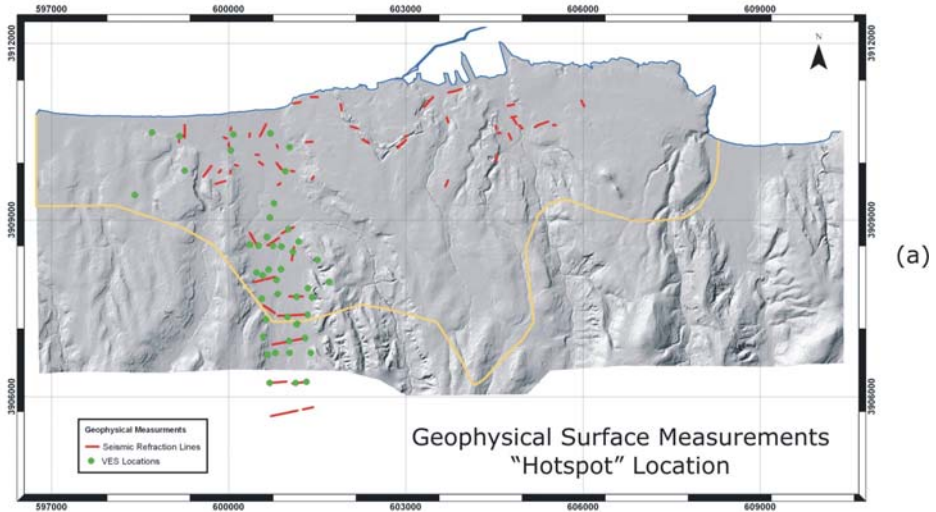 597000 600000 603000 606000 609000
3912000 3912000
N
3909000 3909000
(a)
3906000 3906000
Geophysical Measurments
Seismic Refraction Lines
VES Locations
Geophysical Surface Measurements
"Hotspot" Location
597000 600000 603000 606000 609000